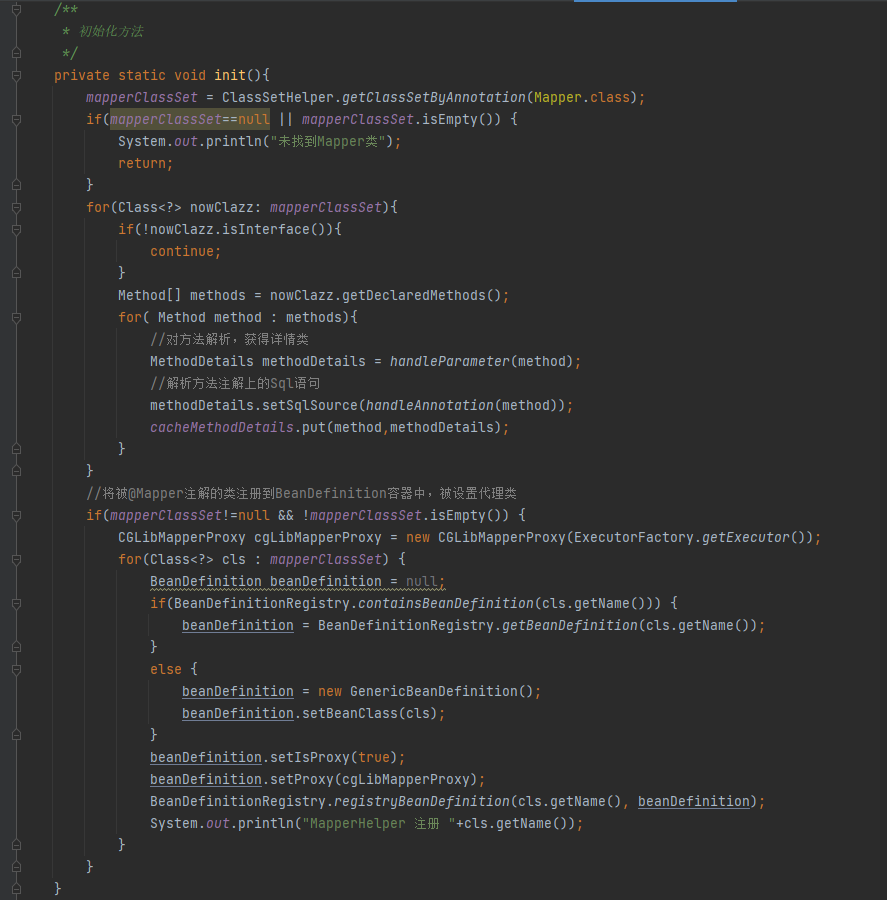 /**
 * 初始化方法
 */
private static void init(){
    mapperClassSet = ClassSetHelper.getClassSetByAnnotation(Mapper.class);
    if(mapperClassSet==null || mapperClassSet.isEmpty()) {
        System.out.println("未找到Mapper类");
        return;
    }
    for(Class<?> nowClazz: mapperClassSet){
        if(!nowClazz.isInterface()){
            continue;
        }
        Method[] methods = nowClazz.getDeclaredMethods();
        for( Method method : methods){
            //对方法解析，获得详情类
            MethodDetails methodDetails = handleParameter(method);
            //解析方法注解上的Sql语句
            methodDetails.setSqlSource(handleAnnotation(method));
            cacheMethodDetails.put(method,methodDetails);
        }
    }
    //将被@Mapper注解的类注册到BeanDefinition容器中，被设置代理类
    if(mapperClassSet!=null && !mapperClassSet.isEmpty()) {
        CGLibMapperProxy cgLibMapperProxy = new CGLibMapperProxy(ExecutorFactory.getExecutor());
        for(Class<?> cls : mapperClassSet) {
            BeanDefinition beanDefinition = null;
            if(BeanDefinitionRegistry.containsBeanDefinition(cls.getName())) {
                beanDefinition = BeanDefinitionRegistry.getBeanDefinition(cls.getName());
            }
            else {
                beanDefinition = new GenericBeanDefinition();
                beanDefinition.setBeanClass(cls);
            }
            beanDefinition.setIsProxy(true);
            beanDefinition.setProxy(cgLibMapperProxy);
            BeanDefinitionRegistry.registryBeanDefinition(cls.getName(), beanDefinition);
            System.out.println("MapperHelper 注册 "+cls.getName());
        }
    }
}